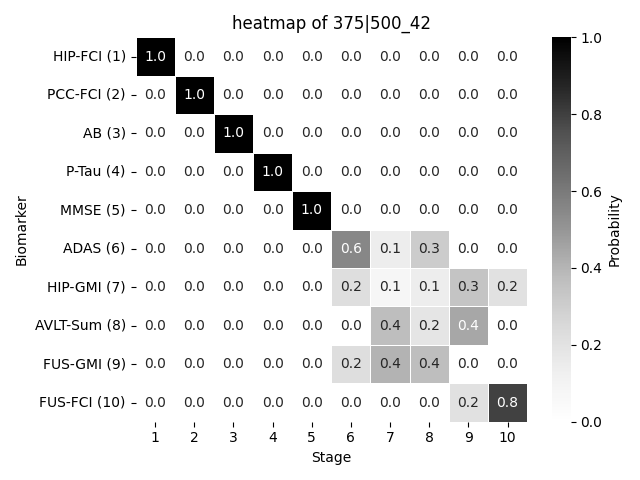 heatmap of 375|500_42
HIP-FCI (1) 1.0 0.0 0.0 0.0 0.0 0.0 0.0 0.0 0.0 0.0
PCC-FCI (2) 0.0 1.0 0.0 0.0 0.0 0.0 0.0 0.0 0.0 0.0
AB (3) 0.0 0.0 1.0 0.0 0.0 0.0 0.0 0.0 0.0 0.0
P-Tau (4) 0.0 0.0 0.0 1.0 0.0 0.0 0.0 0.0 0.0 0.0
MMSE (5) 0.0 0.0 0.0 0.0 1.0 0.0 0.0 0.0 0.0 0.0
ADAS (6) 0.0 0.0 0.0 0.0 0.0 0.6 0.1 0.3 0.0 0.0
HIP-GMI (7) 0.0 0.0 0.0 0.0 0.0 0.2 0.1 0.1 0.3 0.2
AVLT-Sum (8) 0.0 0.0 0.0 0.0 0.0 0.0 0.4 0.2 0.4 0.0
FUS-GMI (9) 0.0 0.0 0.0 0.0 0.0 0.2 0.4 0.4 0.0 0.0
FUS-FCI (10) 0.0 0.0 0.0 0.0 0.0 0.0 0.0 0.0 0.2 0.8
1 2 3 4 5 6 7 8 9 10
Stage
Biomarker
1.0
0.8
0.6
0.4
0.2
0.0
Probability